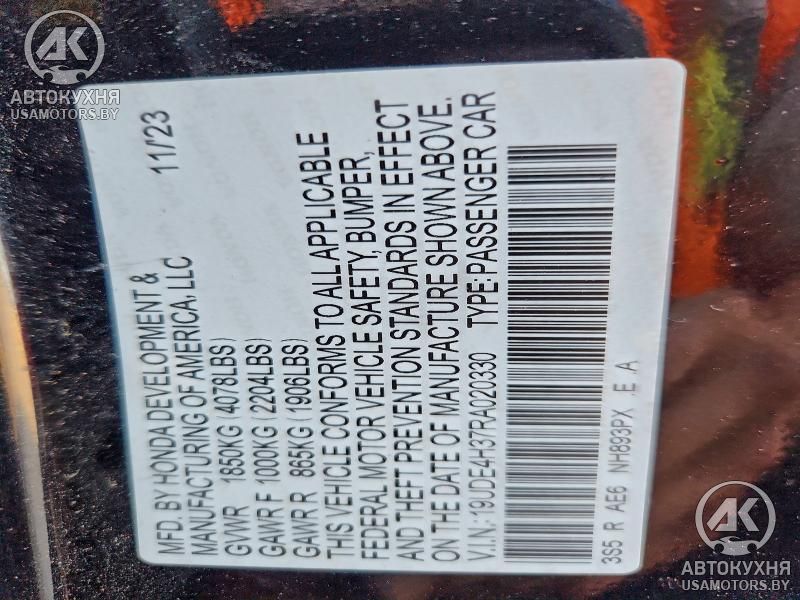 AK
АВТОКУХНЯ
USAMOTORS.BY
MFD. BY HONDA DEVELOPMENT & 11/23
MANUFACTURING OF AMERICA, LLC
GVWR 1850KG 4078LBS)
GAWR F 1000KG 2204LBS)
GAWR R 865KG (1906LBS)
THIS VEHICLE CONFORMS TO ALL APPLICABLE
FEDERAL MOTOR VEHICLE SAFETY, BUMPER,
AND THEFT PREVENTION STANDARDS IN EFFECT
ON THE DATE OF MANUFACTURE SHOWN ABOVE.
V.I.N.: 19UDE4H37RA020330 TYPE:PASSENGER CAR
3S5 R AE6 NH893PX E A
AK
АВТОКУХНЯ
USAMOTORS.BY